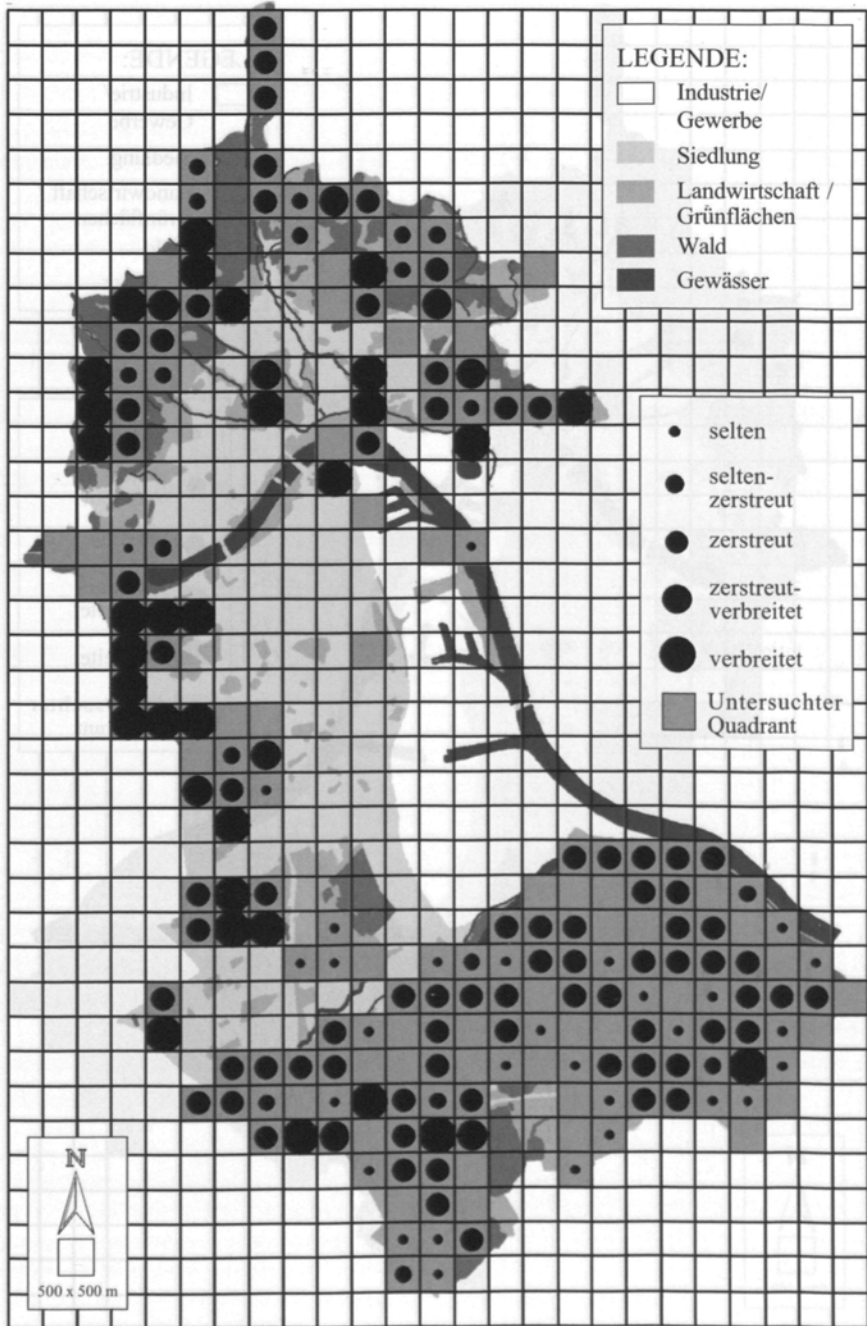 LEGENDE:
Industrie/
Gewerbe
Siedlung
Landwirtschaft /
Grünflächen
Wald
Gewässer
selten
selten-
zerstreut
zerstreut
zerstreut-
verbreitet
verbreitet
Untersuchter
Quadrant
N
500 x 500 m